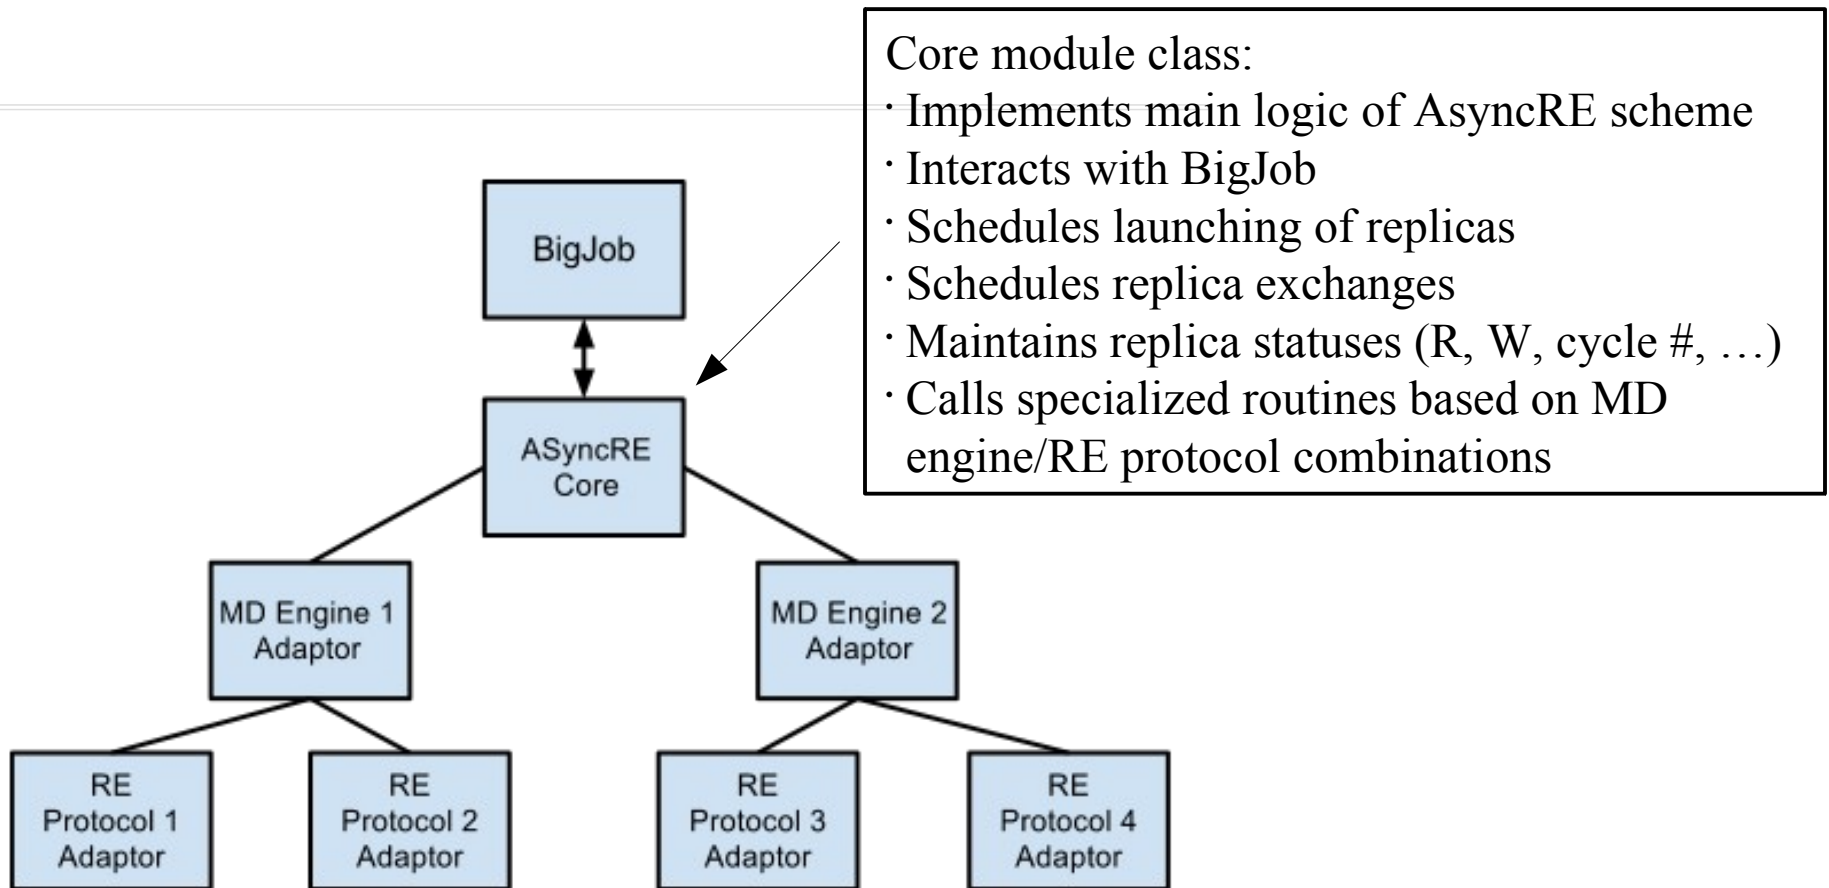 Core module class:
· Implements main logic of AsyncRE scheme
· Interacts with BigJob
· Schedules launching of replicas
· Schedules replica exchanges
· Maintains replica statuses (R, W, cycle #, …)
· Calls specialized routines based on MD
engine/RE protocol combinations
BigJob
ASyncRE
Core
MD Engine 1
Adaptor
MD Engine 2
Adaptor
RE
Protocol 1
Adaptor
RE
Protocol 2
Adaptor
RE
Protocol 3
Adaptor
RE
Protocol 4
Adaptor